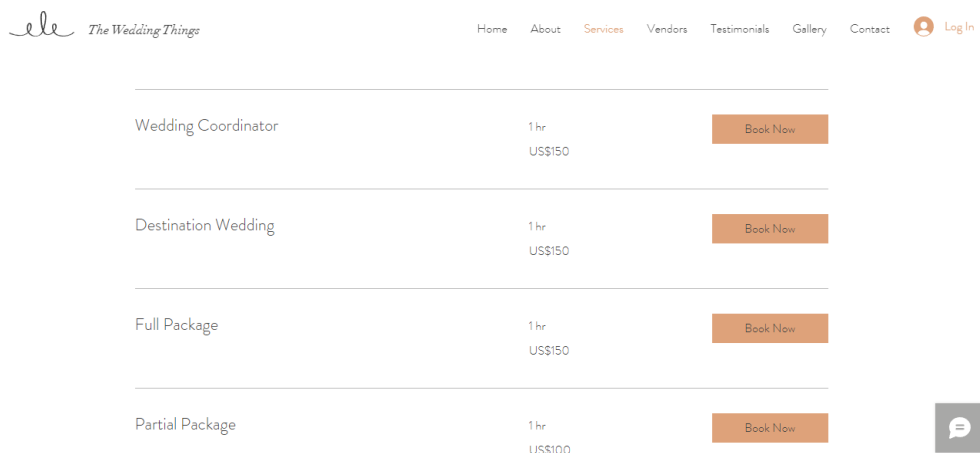 The Wedding Things
Home About Services Vendors Testimonials Gallery Contact Log In
Wedding Coordinator
1 hr
US$150
Book Now
Destination Wedding
1 hr
US$150
Book Now
Full Package
1 hr
US$150
Book Now
Partial Package
1 hr
US$100
Book Now